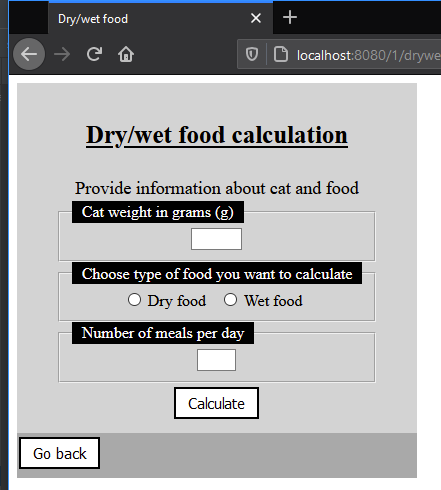 Dry/wet food
localhost:8080/1/drywe
Dry/wet food calculation
Provide information about cat and food
Cat weight in grams (g)
Choose type of food you want to calculate
Dry food Wet food
Number of meals per day
Calculate
Go back